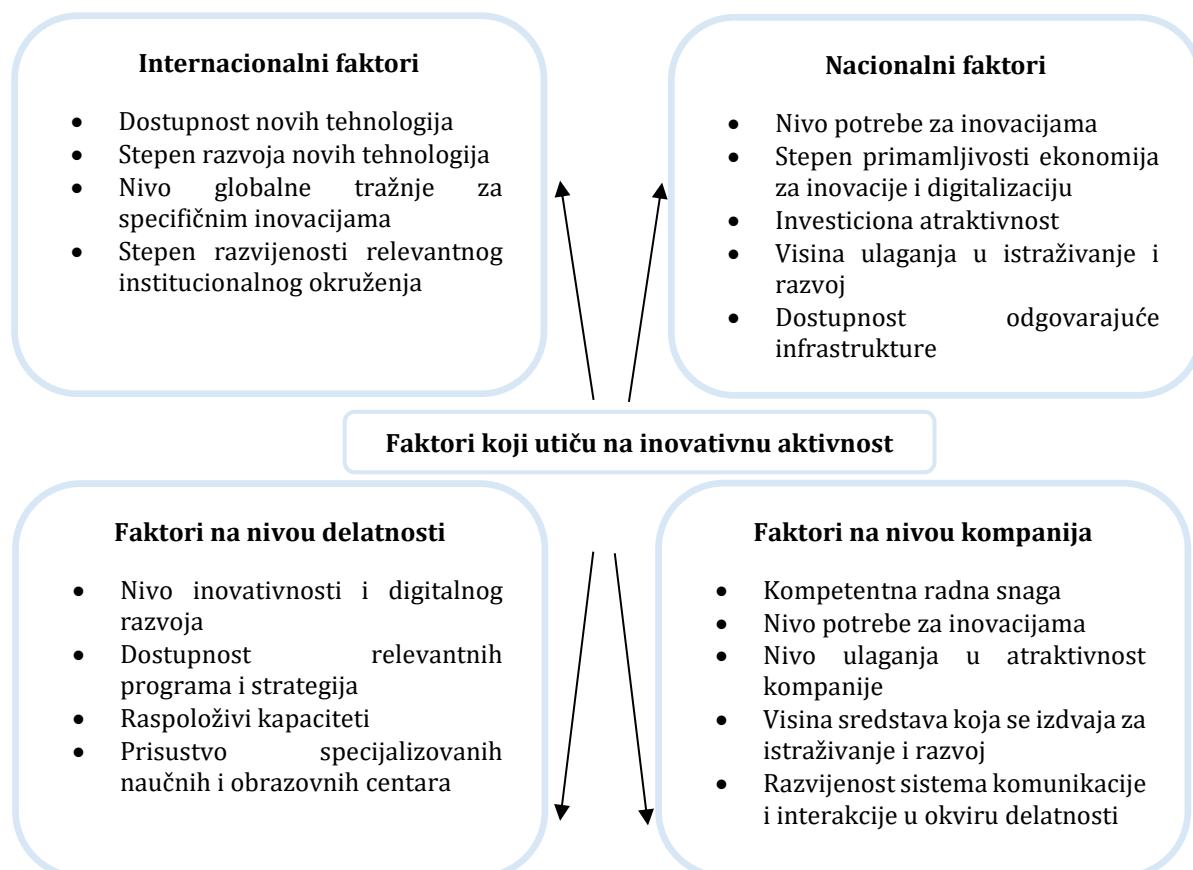 Internacionalni faktori
• Dostupnost novih tehnologija
• Stepen razvoja novih tehnologija
• Nivo globalne tražnje za
specifičnim inovacijama
• Stepen razvijenosti relevantnog
institucionalnog okruženja
Nacionalni faktori
• Nivo potrebe za inovacijama
• Stepen primamljivosti ekonomija
za inovacije i digitalizaciju
• Investiciona atraktivnost
• Visina ulaganja u istraživanje i
razvoj
• Dostupnost odgovarajuće
infrastrukture
Faktori koji utiču na inovativnu aktivnost
Faktori na nivou delatnosti
• Nivo inovativnosti i digitalnog
razvoja
• Dostupnost relevantnih
programa i strategija
• Raspoloživi kapaciteti
• Prisustvo specijalizovanih
naučnih i obrazovnih centara
Faktori na nivou kompanija
• Kompetentna radna snaga
• Nivo potrebe za inovacijama
• Nivo ulaganja u atraktivnost
kompanije
• Visina sredstava koja se izdvaja za
istraživanje i razvoj
• Razvijenost sistema komunikacije
i interakcije u okviru delatnosti